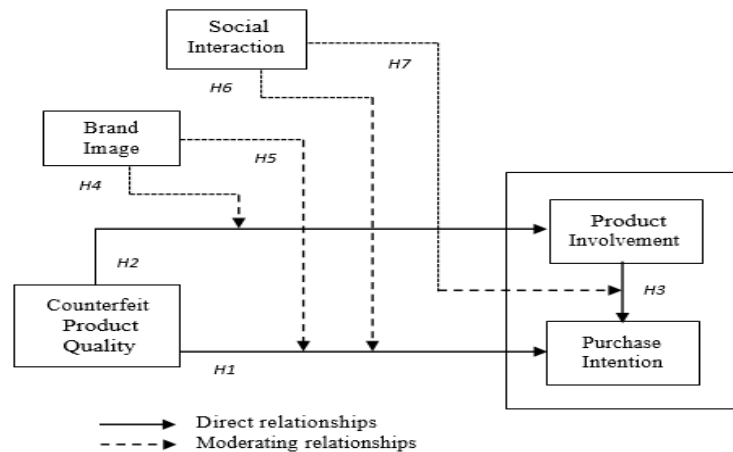 Social
Interaction
H7
H6
Brand
Image
H5
H4
Product
Involvement
H2
H3
Counterfeit
Product
Quality
Purchase
Intention
H1
Direct relationships
Moderating relationships